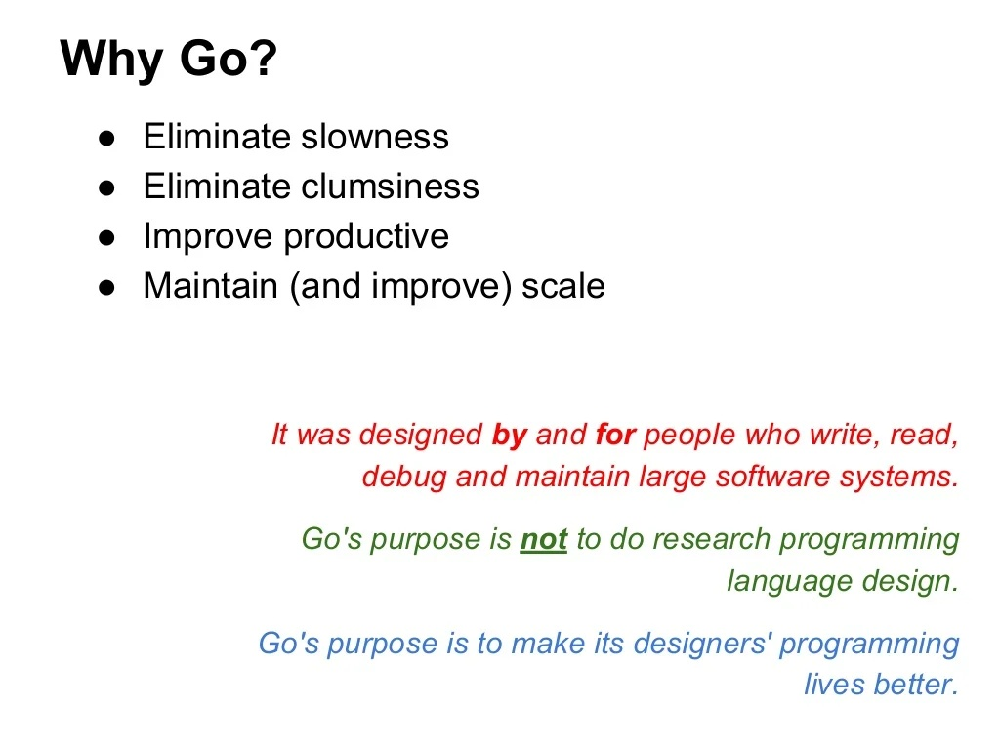 Why Go?
● Eliminate slowness
● Eliminate clumsiness
● Improve productive
● Maintain (and improve) scale
It was designed by and for people who write, read,
debug and maintain large software systems.
Go's purpose is not to do research programming
language design.
Go's purpose is to make its designers' programming
lives better.